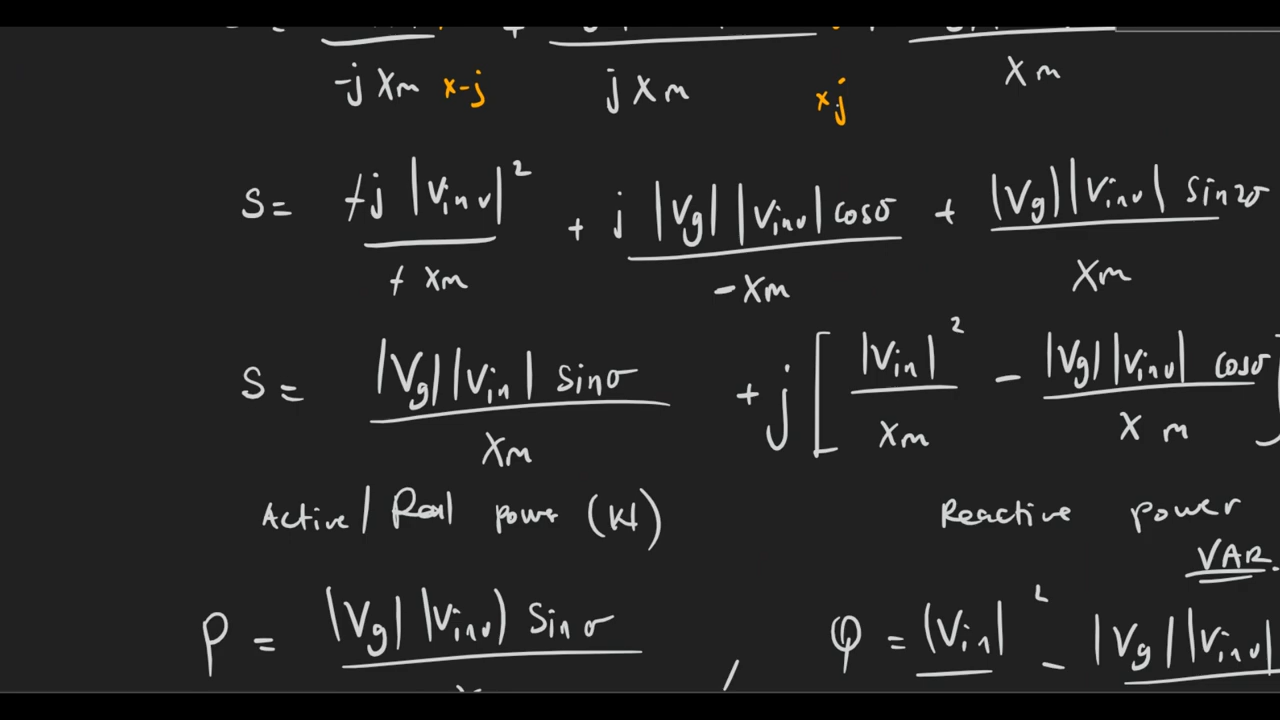 -j Xm x-j j Xm xj Xm
S= +j |Vinv|² / + Xm + j |Vg| |Vinv| cosσ / - Xm + |Vg| |Vinv| sin2σ / Xm
S= |Vg| |Vin| sinσ / Xm + j [ |Vin|² / Xm - |Vg| |Vinv| cosσ / Xm ]
Active / Real power (kW) Reactive power
VAR.
P = |Vg| |Vinv| sinσ , φ = |Vin|² - |Vg| |Vinv|